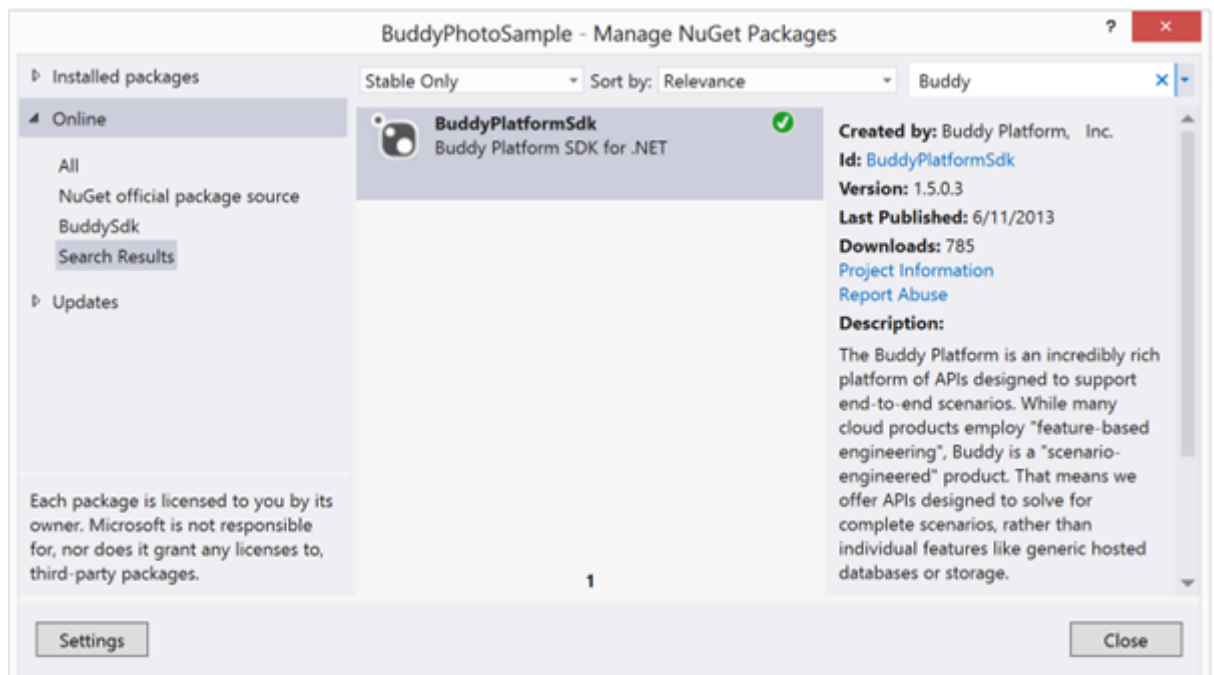 BuddyPhotoSample - Manage NuGet Packages
?
Installed packages
Online
All
NuGet official package source
BuddySdk
Search Results
Updates
Each package is licensed to you by its
owner. Microsoft is not responsible
for, nor does it grant any licenses to,
third-party packages.
Stable Only
Sort by: Relevance
Buddy
BuddyPlatformSdk
Buddy Platform SDK for .NET
1
Created by: Buddy Platform, Inc.
Id: BuddyPlatformSdk
Version: 1.5.0.3
Last Published: 6/11/2013
Downloads: 785
Project Information
Report Abuse
Description:
The Buddy Platform is an incredibly rich
platform of APIs designed to support
end-to-end scenarios. While many
cloud products employ "feature-based
engineering", Buddy is a "scenario-
engineered" product. That means we
offer APIs designed to solve for
complete scenarios, rather than
individual features like generic hosted
databases or storage.
Settings
Close